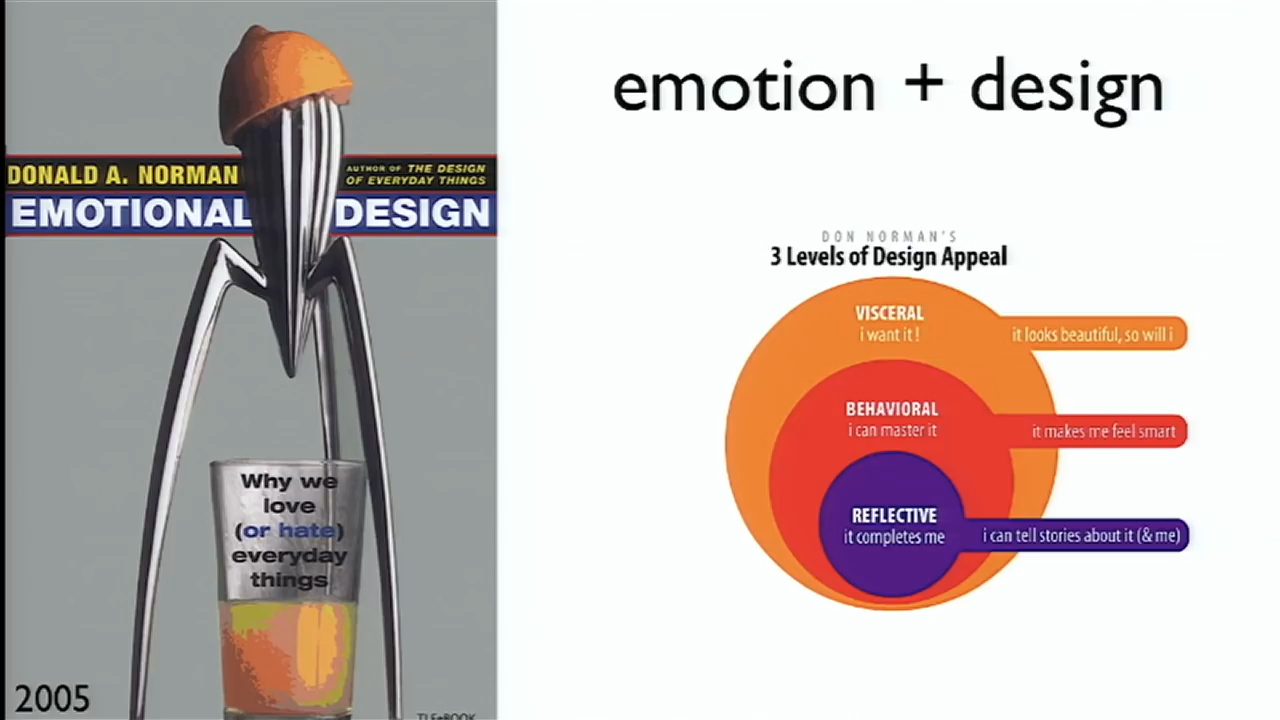 DONALD A. NORMAN
AUTHOR OF THE DESIGN
OF EVERYDAY THINGS
EMOTIONAL DESIGN
Why we
love
(or hate)
everyday
things
2005
TLFeBOOK
emotion + design
DON NORMAN'S
3 Levels of Design Appeal
VISCERAL
i want it !
it looks beautiful, so will i
BEHAVIORAL
i can master it
it makes me feel smart
REFLECTIVE
it completes me
i can tell stories about it (& me)